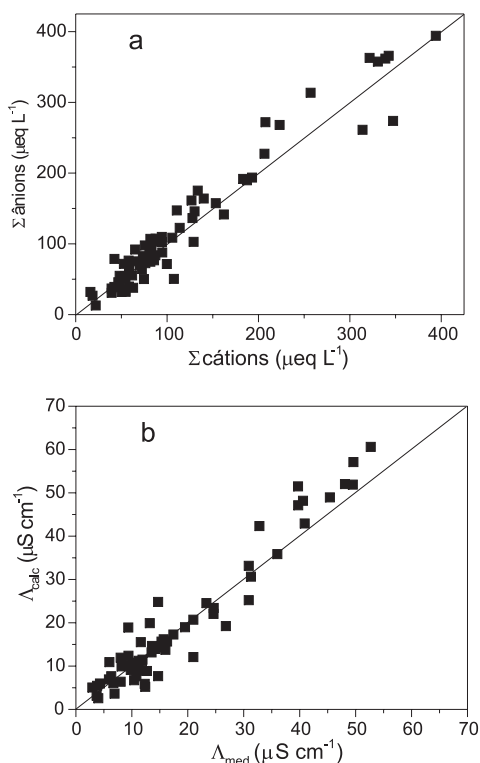 400
a
300
Σ ânions (μeq L⁻¹)
200
100
0
0 100 200 300 400
Σcátions (μeq L⁻¹)
70
b
60
50
Λcalc (μS cm⁻¹)
40
30
20
10
0
0 10 20 30 40 50 60 70
Λmed (μS cm⁻¹)